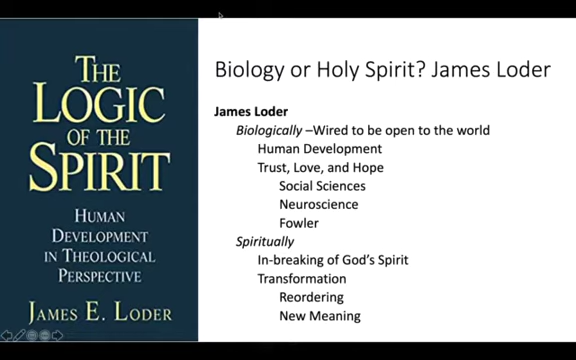 THE
LOGIC
OF THE
SPIRIT
HUMAN
DEVELOPMENT
IN THEOLOGICAL
PERSPECTIVE
JAMES E. LODER
Biology or Holy Spirit? James Loder
James Loder
Biologically –Wired to be open to the world
Human Development
Trust, Love, and Hope
Social Sciences
Neuroscience
Fowler
Spiritually
In-breaking of God's Spirit
Transformation
Reordering
New Meaning